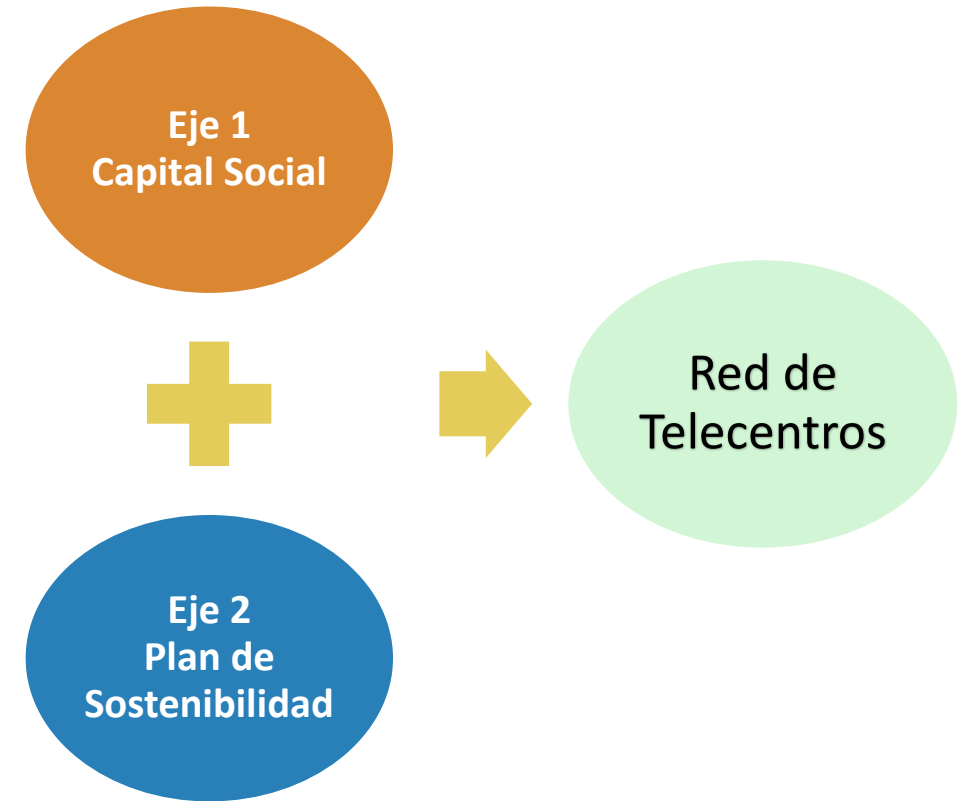 Eje 1
Capital Social
Red de
Telecentros
Eje 2
Plan de
Sostenibilidad